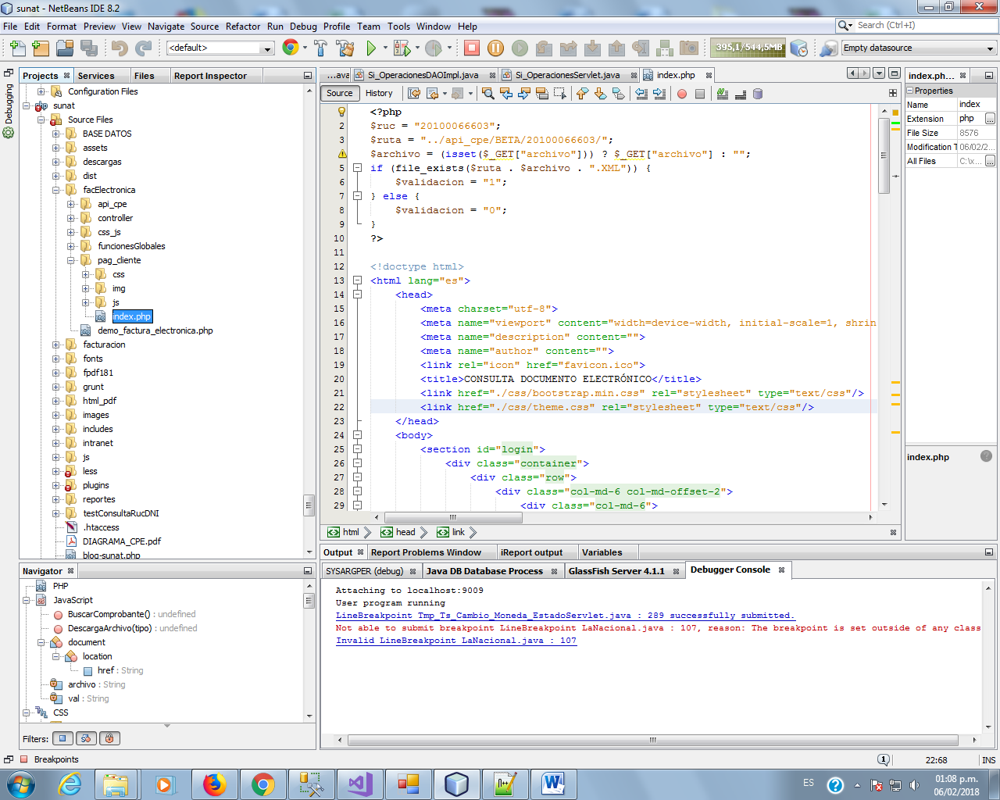 sunat - NetBeans IDE 8.2
File Edit Format Preview View Navigate Source Refactor Run Debug Profile Team Tools Window Help
Search (Ctrl+I)
<default>
395,1/544,5MB
Empty datasource
Debugging
Projects
Services
Files
Report Inspector
Configuration Files
sunat
Source Files
BASE DATOS
assets
descargas
dist
facElectronica
api_cpe
controller
css_js
funcionesGlobales
pag_cliente
css
img
js
index.php
demo_factura_electronica.php
facturacion
fonts
fpdf181
grunt
html_pdf
images
includes
intranet
js
less
plugins
reportes
testConsultaRucDNI
.htaccess
DIAGRAMA_CPE.pdf
blog-sunat.php
Navigator
PHP
JavaScript
BuscarComprobante() : undefined
DescargaArchivo(tipo) : undefined
document
location
href : String
archivo : String
val : String
CSS
Filters:
...ava
Si_OperacionesDAOImpl.java
Si_OperacionesServlet.java
index.php
Source
History
<?php
2 $ruc = "20100066603";
3 $ruta = "../api_cpe/BETA/20100066603/";
$archivo = (isset($_GET["archivo"])) ? $_GET["archivo"] : "";
5 if (file_exists($ruta . $archivo . ".XML")) {
6 $validacion = "1";
7 } else {
8 $validacion = "0";
9 }
10 ?>
11
12 <!doctype html>
13 <html lang="es">
14 <head>
15 <meta charset="utf-8">
16 <meta name="viewport" content="width=device-width, initial-scale=1, shrin
17 <meta name="description" content="">
18 <meta name="author" content="">
19 <link rel="icon" href="favicon.ico">
20 <title>CONSULTA DOCUMENTO ELECTRÓNICO</title>
21 <link href="./css/bootstrap.min.css" rel="stylesheet" type="text/css"/>
22 <link href="./css/theme.css" rel="stylesheet" type="text/css"/>
23 </head>
24 <body>
25 <section id="login">
26 <div class="container">
27 <div class="row">
28 <div class="col-md-6 col-md-offset-2">
29 <div class="col-md-6">
html head link
index.ph...
Properties
Name index
Extension php ...
File Size 8576
Modification T 06/02/2...
All Files C:\x... ...
index.php
Output
Report Problems Window
iReport output
Variables
SYSARGPER (debug)
Java DB Database Process
GlassFish Server 4.1.1
Debugger Console
Attaching to localhost:9009
User program running
LineBreakpoint Tmp_Ts_Cambio_Moneda_EstadoServlet.java : 289 successfully submitted.
Not able to submit breakpoint LineBreakpoint LaNacional.java : 107, reason: The breakpoint is set outside of any class
Invalid LineBreakpoint LaNacional.java : 107
Breakpoints
1
22:68
INS
ES
01:08 p.m.
06/02/2018